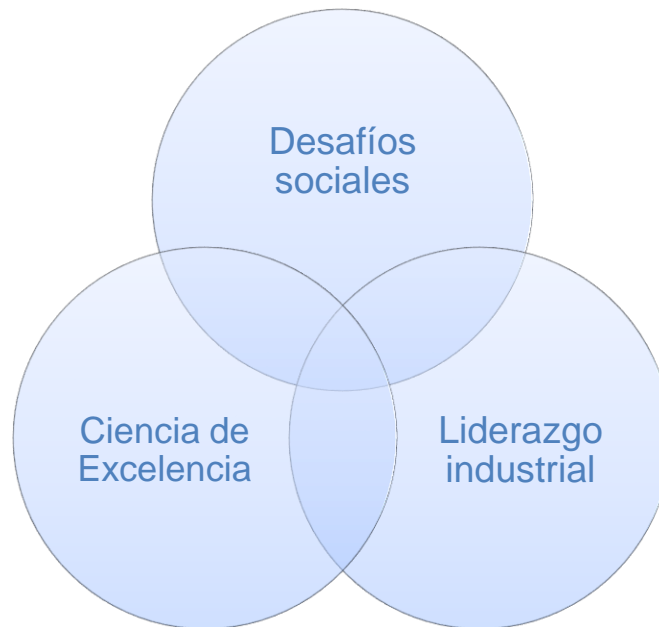 Desafíos
sociales
Ciencia de
Excelencia
Liderazgo
industrial